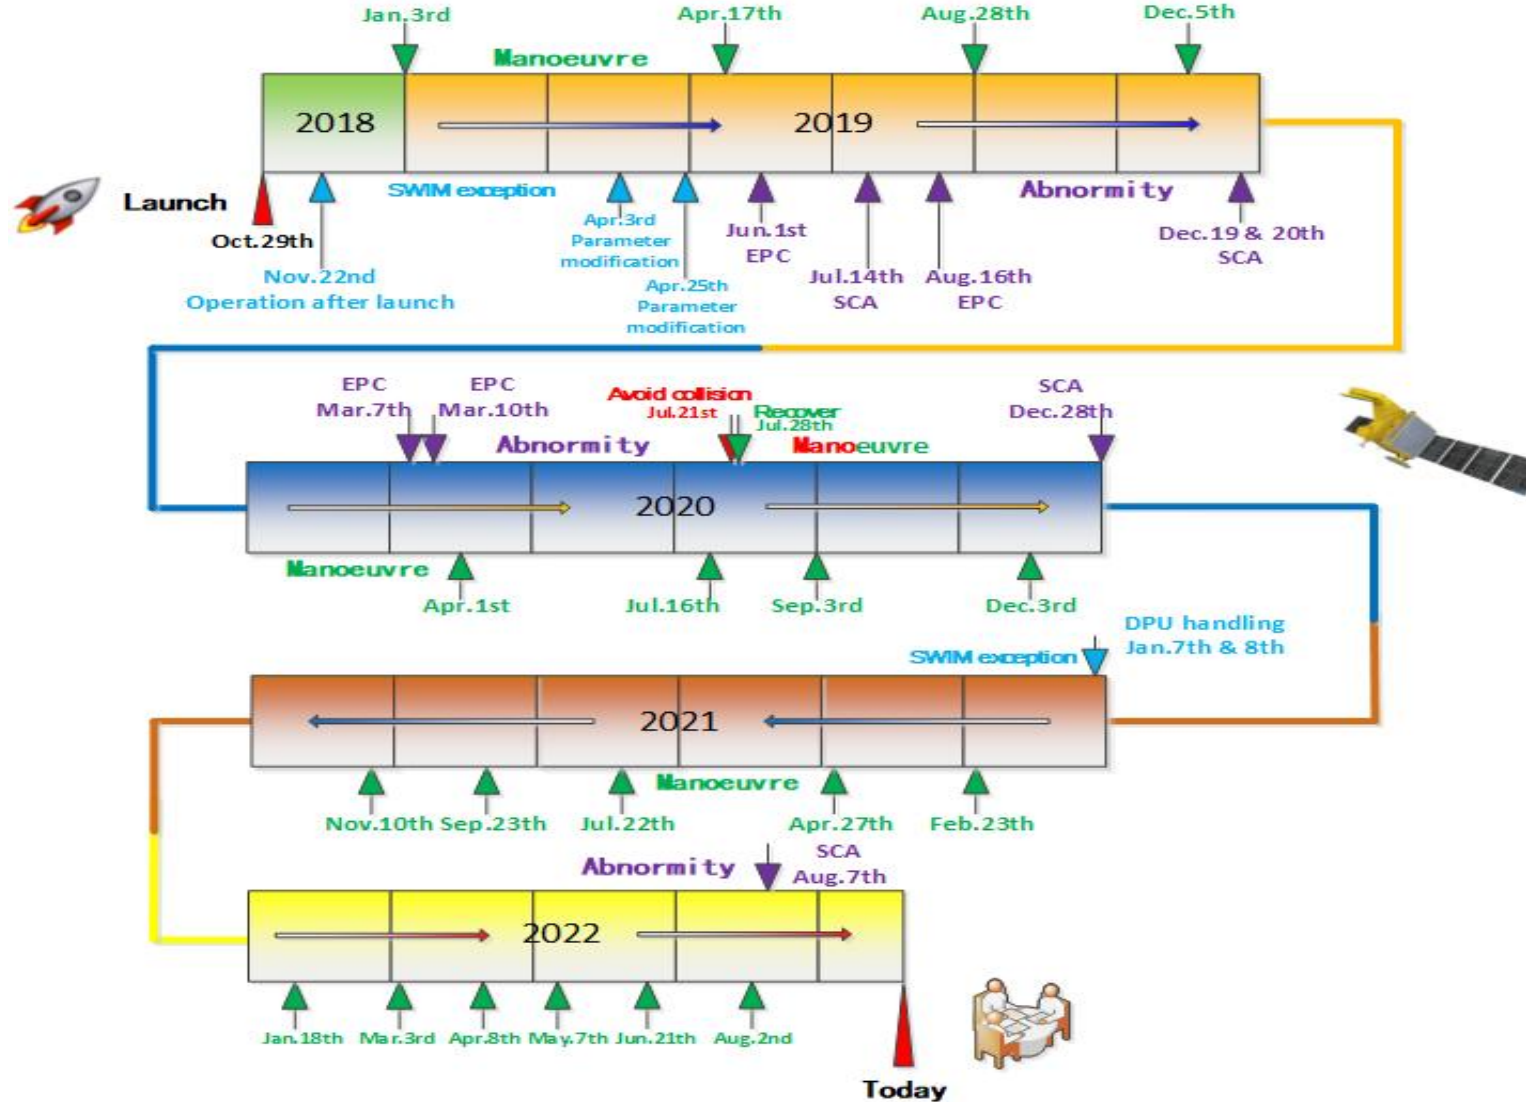 Jan.3rd
Apr.17th
Aug.28th
Dec.5th
Manoeuvre
2018
2019
Launch
SWIM exception
Abnormity
Oct.29th
Nov.22nd
Operation after launch
Apr.3rd
Parameter
modification
Apr.25th
Parameter
modification
Jun.1st
EPC
Jul.14th
SCA
Aug.16th
EPC
Dec.19 & 20th
SCA
EPC
Mar.7th
EPC
Mar.10th
Abnormity
Avoid collision
Jul.21st
Recover
Jul.28th
Manoeuvre
SCA
Dec.28th
2020
Manoeuvre
Apr.1st
Jul.16th
Sep.3rd
Dec.3rd
DPU handling
Jan.7th & 8th
SWIM exception
2021
Manoeuvre
Nov.10th
Sep.23th
Jul.22th
Apr.27th
Feb.23th
Abnormity
SCA
Aug.7th
2022
Jan.18th
Mar.3rd
Apr.8th
May.7th
Jun.21th
Aug.2nd
Today